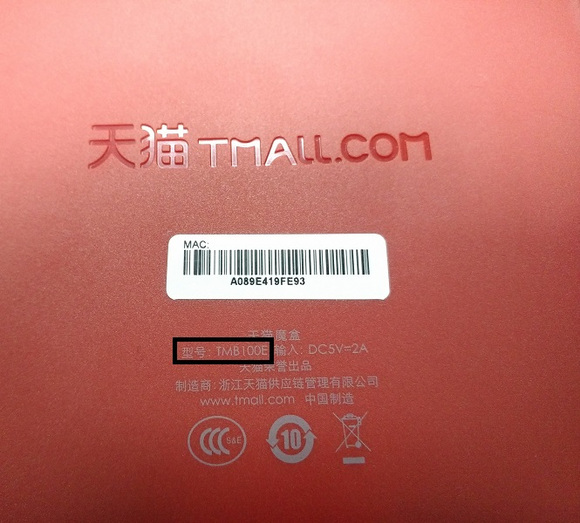 天猫 TMALL.COM
MAC:
A089E419FE93
天猫魔盒
型号: TMB100E 输入: DC5V=2A
天猫荣誉出品
制造商: 浙江天猫供应链管理有限公司
www.tmall.com 中国制造
CCC S&E 10